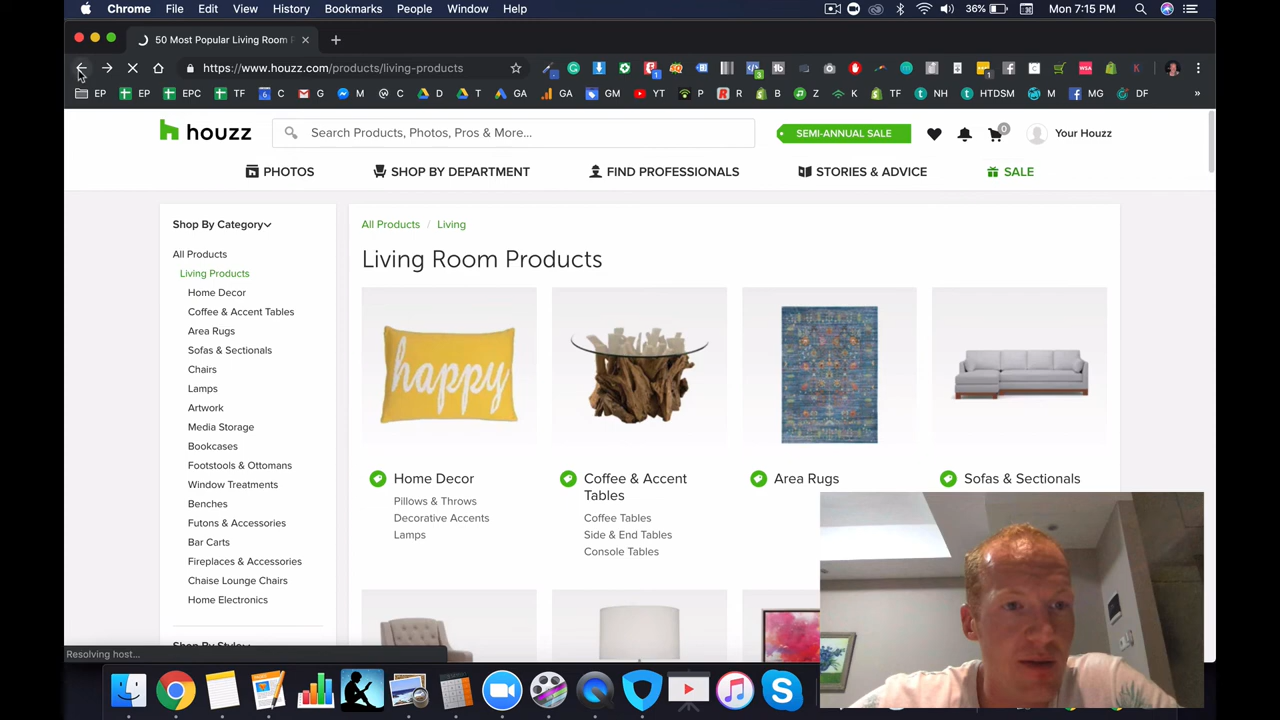 Chrome File Edit View History Bookmarks People Window Help 36% Mon 7:15 PM
50 Most Popular Living Room P
https://www.houzz.com/products/living-products
EP EP EPC TF C G M C D T GA GA GM YT P R B Z K TF NH HTDSM M MG DF »
houzz Search Products, Photos, Pros & More... SEMI-ANNUAL SALE 0 Your Houzz
PHOTOS SHOP BY DEPARTMENT FIND PROFESSIONALS STORIES & ADVICE SALE
Shop By Category
All Products
Living Products
Home Decor
Coffee & Accent Tables
Area Rugs
Sofas & Sectionals
Chairs
Lamps
Artwork
Media Storage
Bookcases
Footstools & Ottomans
Window Treatments
Benches
Futons & Accessories
Bar Carts
Fireplaces & Accessories
Chaise Lounge Chairs
Home Electronics
All Products / Living
Living Room Products
happy
Home Decor
Pillows & Throws
Decorative Accents
Lamps
Coffee & Accent
Tables
Coffee Tables
Side & End Tables
Console Tables
Area Rugs
Sofas & Sectionals
Resolving host...